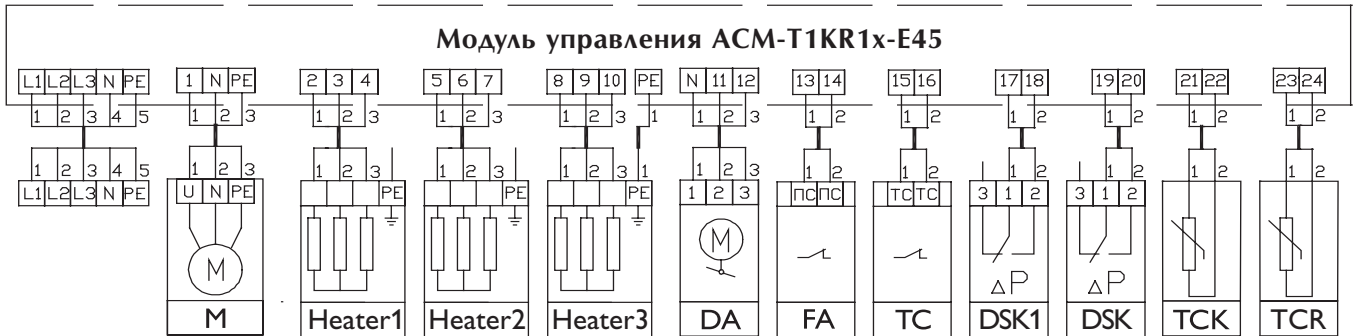 Модуль управления ACM-T1KR1x-E45
L1 L2 L3 N PE 1 N PE 2 3 4 5 6 7 8 9 10 PE N 11 12 13 14 15 16 17 18 19 20 21 22 23 24
1 2 3 4 5 1 2 3 1 2 3 1 2 3 1 2 3 1 1 2 3 1 2 1 2 1 2 1 2 1 2 1 2
1 2 3 4 5 1 2 3 1 2 3 1 2 3 1 2 3 1 1 2 3 1 2 1 2 1 2 1 2 1 2 1 2
L1 L2 L3 N PE U N PE PE PE PE 1 2 3 ПС ПС ТС ТС 3 1 2 3 1 2
M M
ΔP ΔP
M Heater1 Heater2 Heater3 DA FA TC DSK1 DSK TCK TCR